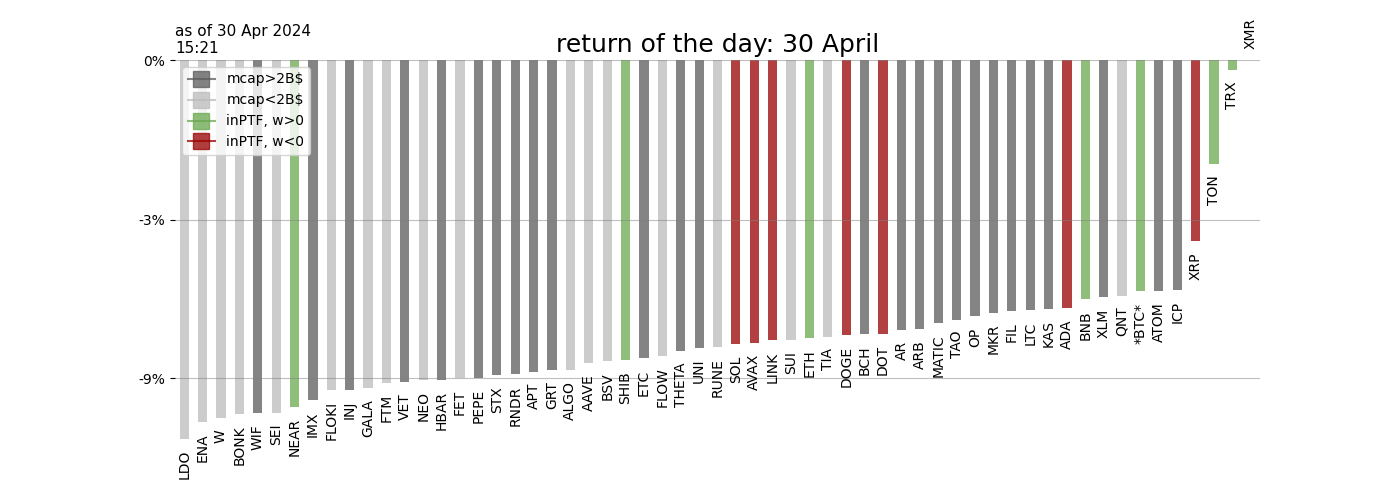 as of 30 Apr 2024
15:21
return of the day: 30 April
XMR
0%
mcap>2B$
mcap<2B$
inPTF, w>0
inPTF, w<0
-3%
-9%
LDO
ENA
W
BONK
WIF
SEI
NEAR
IMX
FLOKI
INJ
GALA
FTM
VET
NEO
HBAR
FET
PEPE
STX
RNDR
APT
GRT
ALGO
AAVE
BSV
SHIB
ETC
FLOW
THETA
UNI
RUNE
SOL
AVAX
LINK
SUI
ETH
TIA
DOGE
BCH
DOT
AR
ARB
MATIC
TAO
OP
MKR
FIL
LTC
KAS
ADA
BNB
XLM
QNT
*BTC*
ATOM
ICP
XRP
TON
TRX